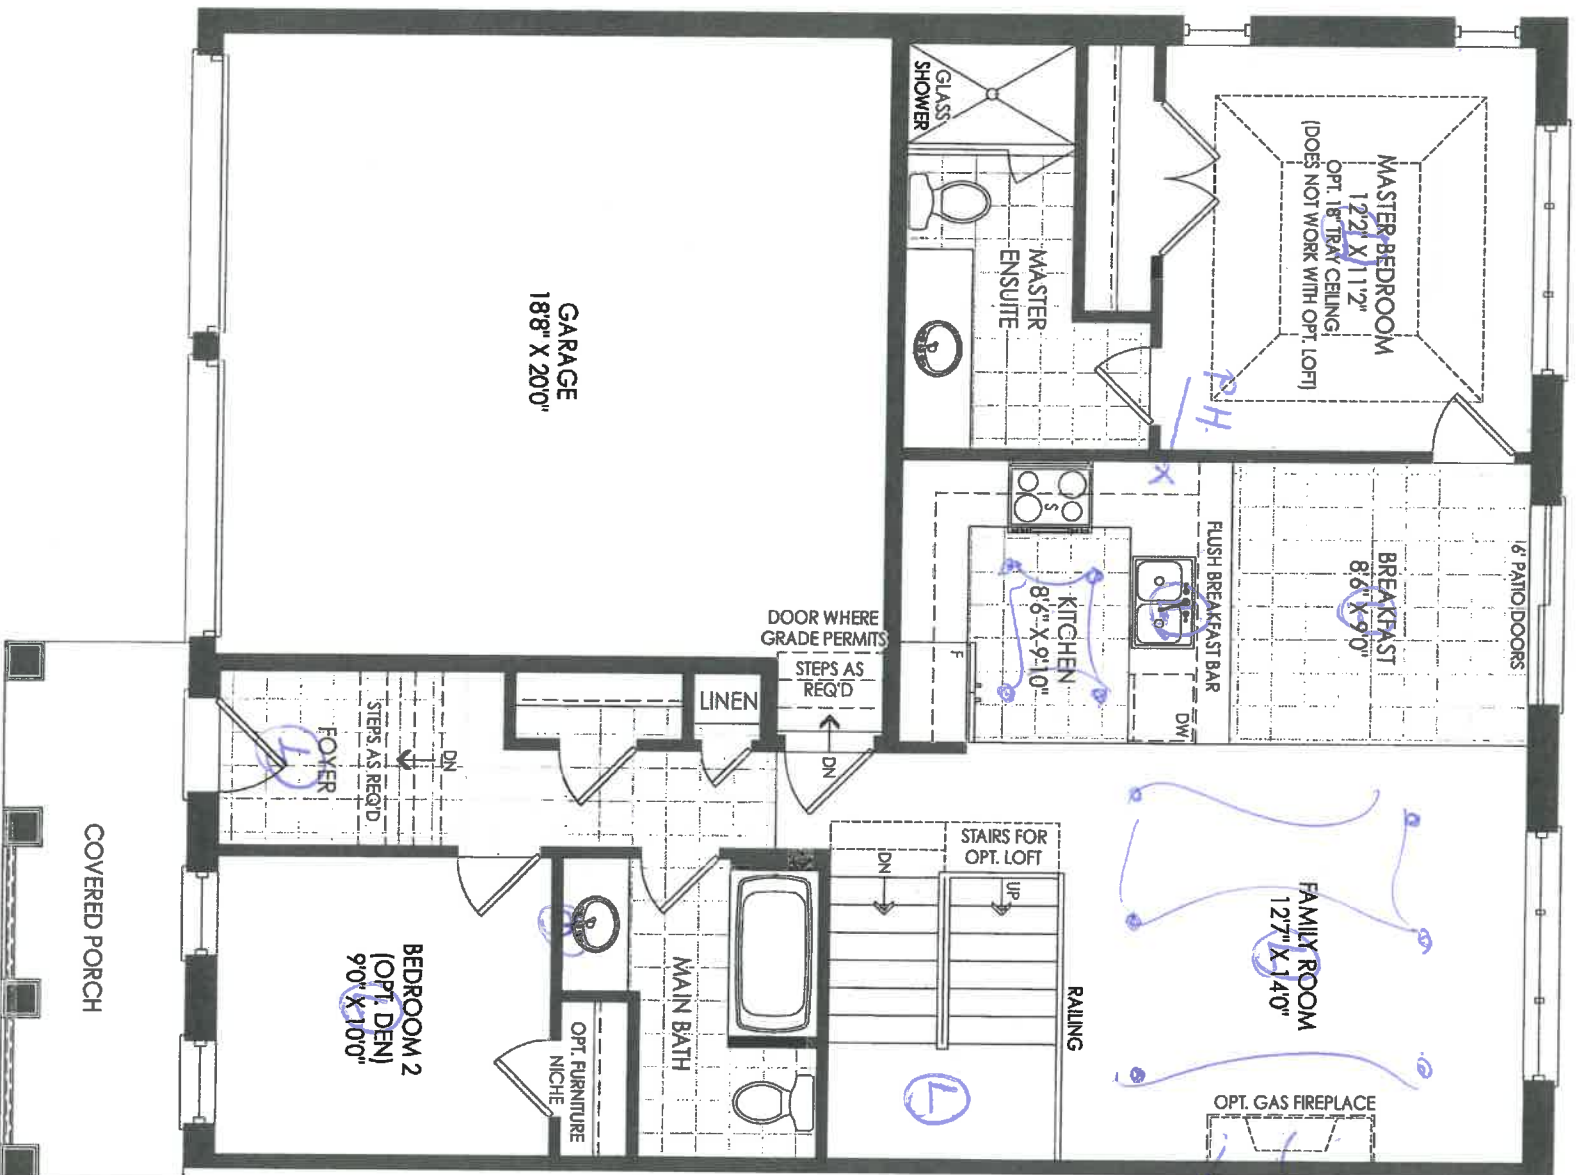 MASTER BEDROOM
12'2" X 11'2"
OPT. 18" TRAY CEILING
(DOES NOT WORK WITH OPT. LOFT)
GLASS
SHOWER
MASTER
ENSUITE
P.H.
X
6' PATIO DOORS
BREAKFAST
8'6" X 9'0"
FLUSH BREAKFAST BAR
KITCHEN
8'6" X 9'10"
S
F
DW
FAMILY ROOM
12'7" X 14'0"
OPT. GAS FIREPLACE
RAILING
L
STAIRS FOR
OPT. LOFT
UP
DN
GARAGE
18'8" X 20'0"
DOOR WHERE
GRADE PERMITS
STEPS AS
REQ'D
DN
LINEN
FOYER
L
STEPS AS REQ'D
DN
MAIN BATH
OPT. FURNITURE
NICHE
BEDROOM 2
(OPT. DEN)
9'0" X 10'0"
COVERED PORCH